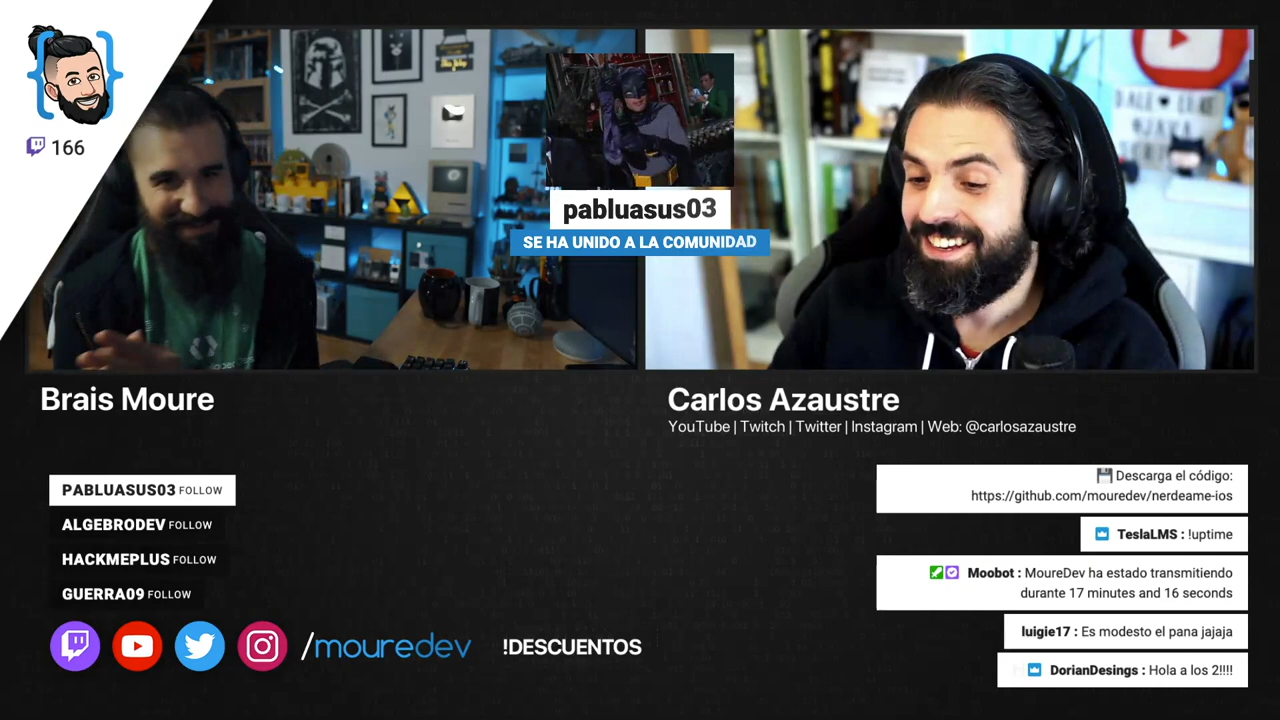 166
pabluasus03
SE HA UNIDO A LA COMUNIDAD
Brais Moure
Carlos Azaustre
YouTube | Twitch | Twitter | Instagram | Web: @carlosazaustre
PABLUASUS03 FOLLOW
ALGEBRODEV FOLLOW
HACKMEPLUS FOLLOW
GUERRA09 FOLLOW
/mouredev
!DESCUENTOS
Descarga el código:
https://github.com/mouredev/nerdeame-ios
TeslaLMS : !uptime
Moobot : MoureDev ha estado transmitiendo
durante 17 minutes and 16 seconds
luigie17 : Es modesto el pana jajaja
DorianDesings : Hola a los 2!!!!